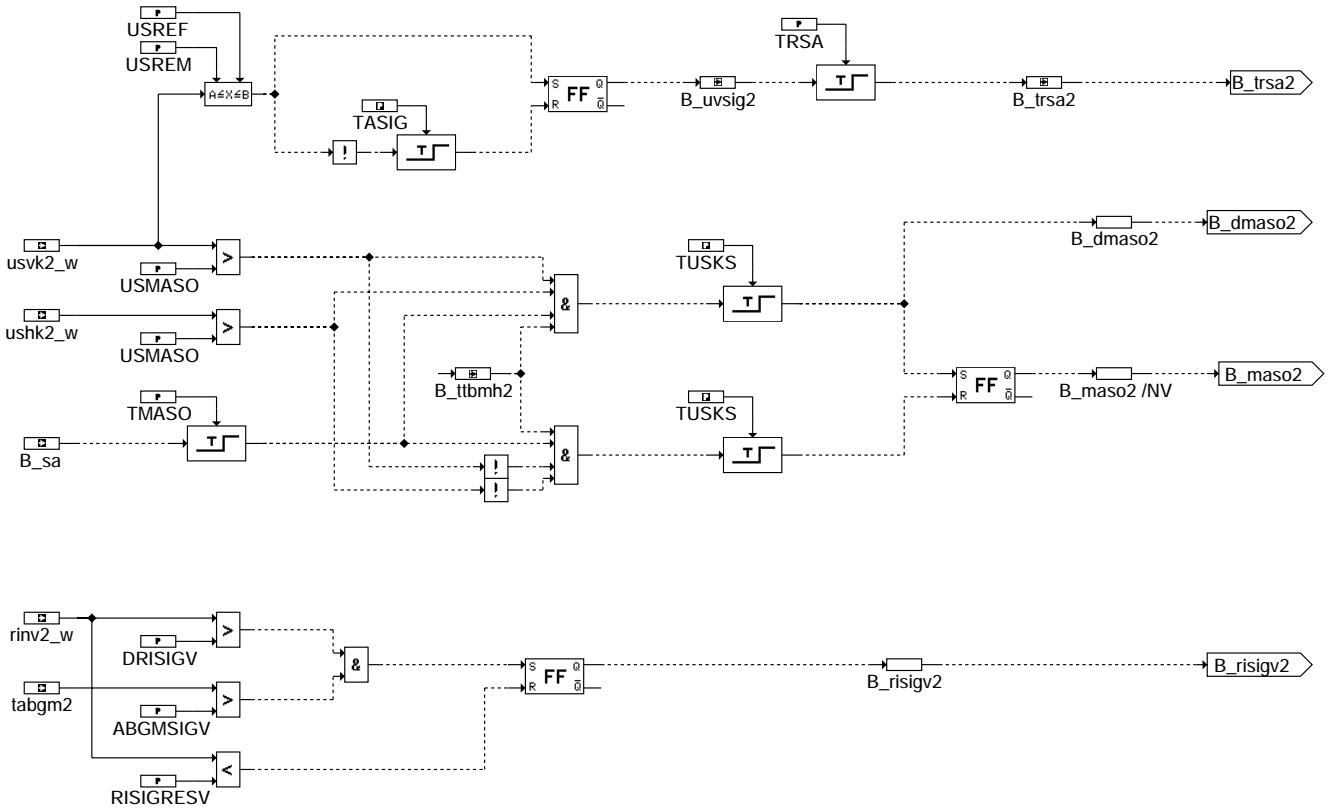 P
USREF
P
USREM
A≤X≤B
P
TRSA
T
S Q
R Q̅
FF
B_uvsig2
B_trsa2
B_trsa2
TASIG
T
!
usvk2_w
>
P
USMASO
ushk2_w
>
P
USMASO
&
TUSKS
T
B_dmaso2
B_dmaso2
B_ttbmh2
P
TMASO
T
B_sa
!
!
&
TUSKS
T
S Q
R Q̅
FF
B_maso2 /NV
B_maso2
rinv2_w
>
P
DRISIGV
tabgm2
>
P
ABGMSIGV
&
<
P
RISIGRESV
S Q
R Q̅
FF
B_risigv2
B_risigv2